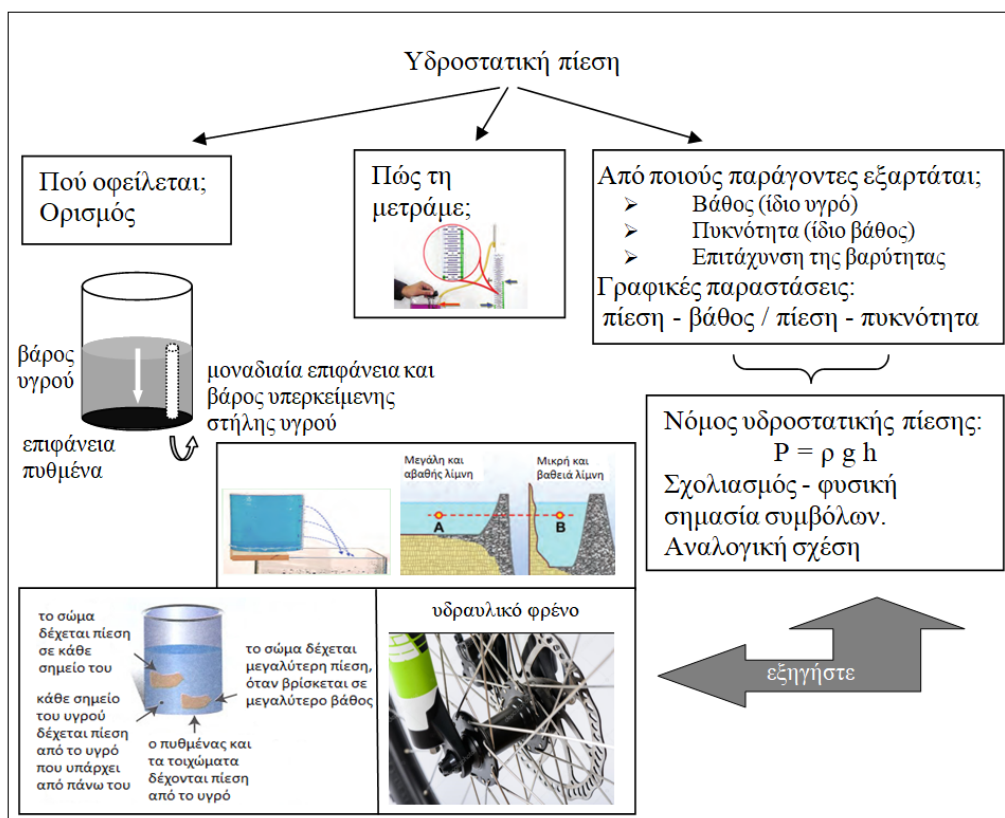 Υδροστατική πίεση
Πού οφείλεται;
Ορισμός
Πώς τη
μετράμε;
Από ποιούς παράγοντες εξαρτάται;
➢ Βάθος (ίδιο υγρό)
➢ Πυκνότητα (ίδιο βάθος)
➢ Επιτάχυνση της βαρύτητας
Γραφικές παραστάσεις:
πίεση - βάθος / πίεση - πυκνότητα
βάρος
υγρού
μοναδιαία επιφάνεια και
βάρος υπερκείμενης
στήλης υγρού
επιφάνεια
πυθμένα
Νόμος υδροστατικής πίεσης:
P = ρ g h
Σχολιασμός - φυσική
σημασία συμβόλων.
Αναλογική σχέση
Μεγάλη και
αβαθής λίμνη
Μικρή και
βαθειά λίμνη
A
B
το σώμα
δέχεται πίεση
σε κάθε
σημείο του
κάθε σημείο
του υγρού
δέχεται πίεση
από το υγρό
που υπάρχει
από πάνω του
το σώμα δέχεται
μεγαλύτερη πίεση,
όταν βρίσκεται σε
μεγαλύτερο βάθος
ο πυθμένας και
τα τοιχώματα
δέχονται πίεση
από το υγρό
υδραυλικό φρένο
εξηγήστε